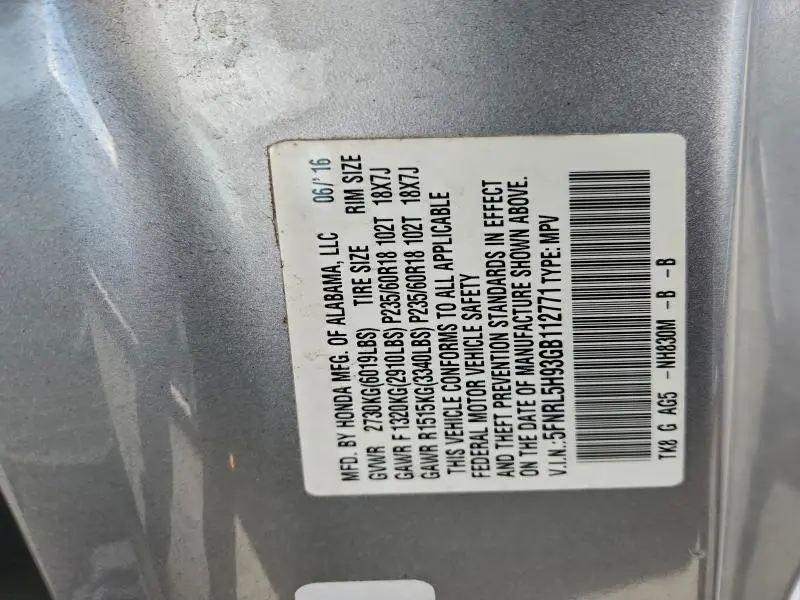 MFD. BY HONDA MFG. OF ALABAMA, LLC 06/'16
GVWR 2730KG(6019LBS) TIRE SIZE RIM SIZE
GAWR F 1320KG(2910LBS) P235/60R18 102T 18X7J
GAWR R1515KG(3340LBS) P235/60R18 102T 18X7J
THIS VEHICLE CONFORMS TO ALL APPLICABLE
FEDERAL MOTOR VEHICLE SAFETY
AND THEFT PREVENTION STANDARDS IN EFFECT
ON THE DATE OF MANUFACTURE SHOWN ABOVE.
V.I.N.:5FNRL5H93GB112771 TYPE: MPV
TK8 G AG5 -NH830M -B -B